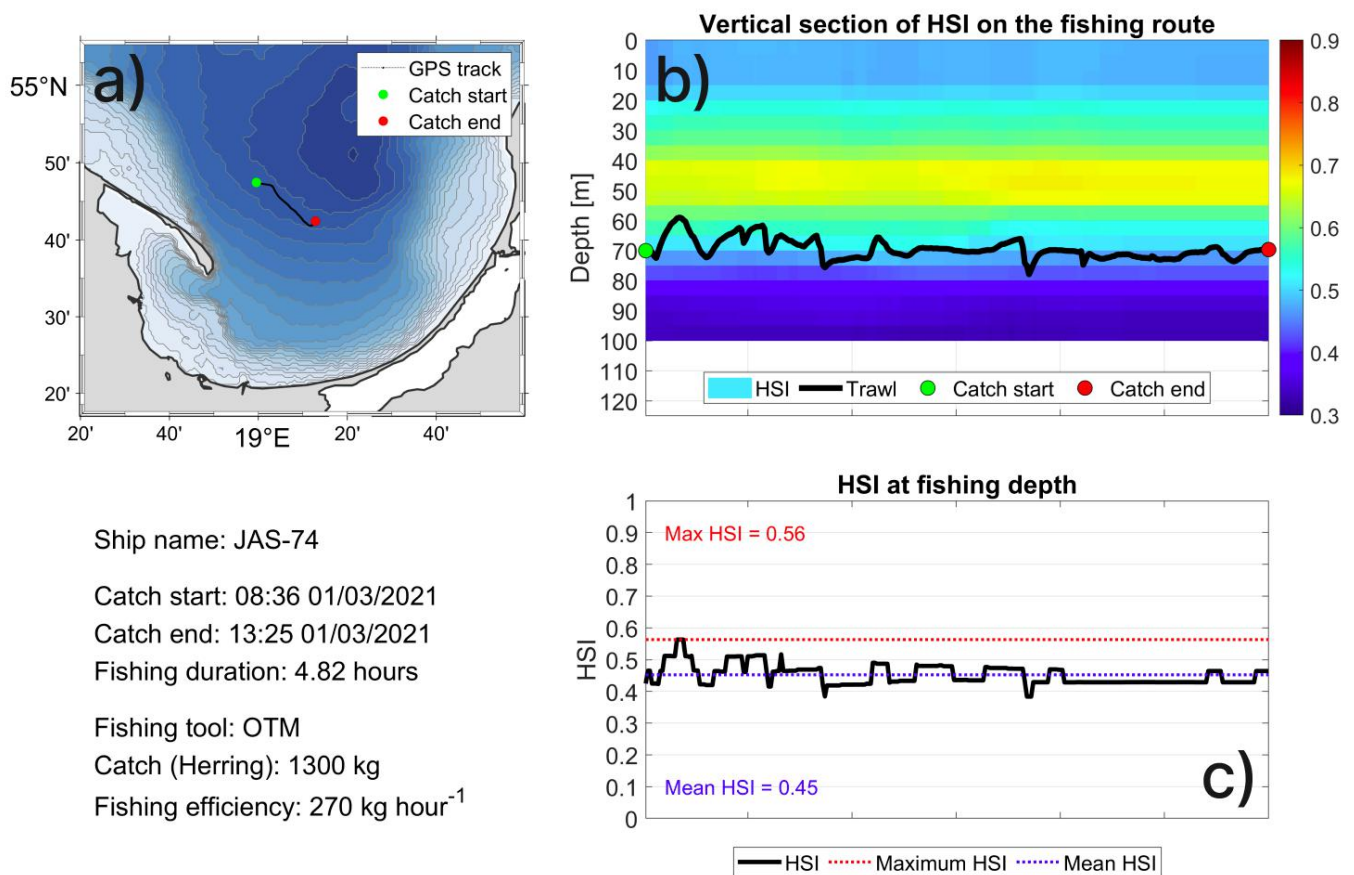 a)
GPS track
Catch start
Catch end
55°N
50'
40'
30'
20'
20' 40' 19°E 20' 40'
Vertical section of HSI on the fishing route
b)
Depth [m]
0
10
20
30
40
50
60
70
80
90
100
110
120
HSI Trawl Catch start Catch end
0.9
0.8
0.7
0.6
0.5
0.4
0.3
Ship name: JAS-74
Catch start: 08:36 01/03/2021
Catch end: 13:25 01/03/2021
Fishing duration: 4.82 hours
Fishing tool: OTM
Catch (Herring): 1300 kg
Fishing efficiency: 270 kg hour⁻¹
HSI at fishing depth
HSI
1
0.9
0.8
0.7
0.6
0.5
0.4
0.3
0.2
0.1
0
Max HSI = 0.56
Mean HSI = 0.45
c)
HSI Maximum HSI Mean HSI